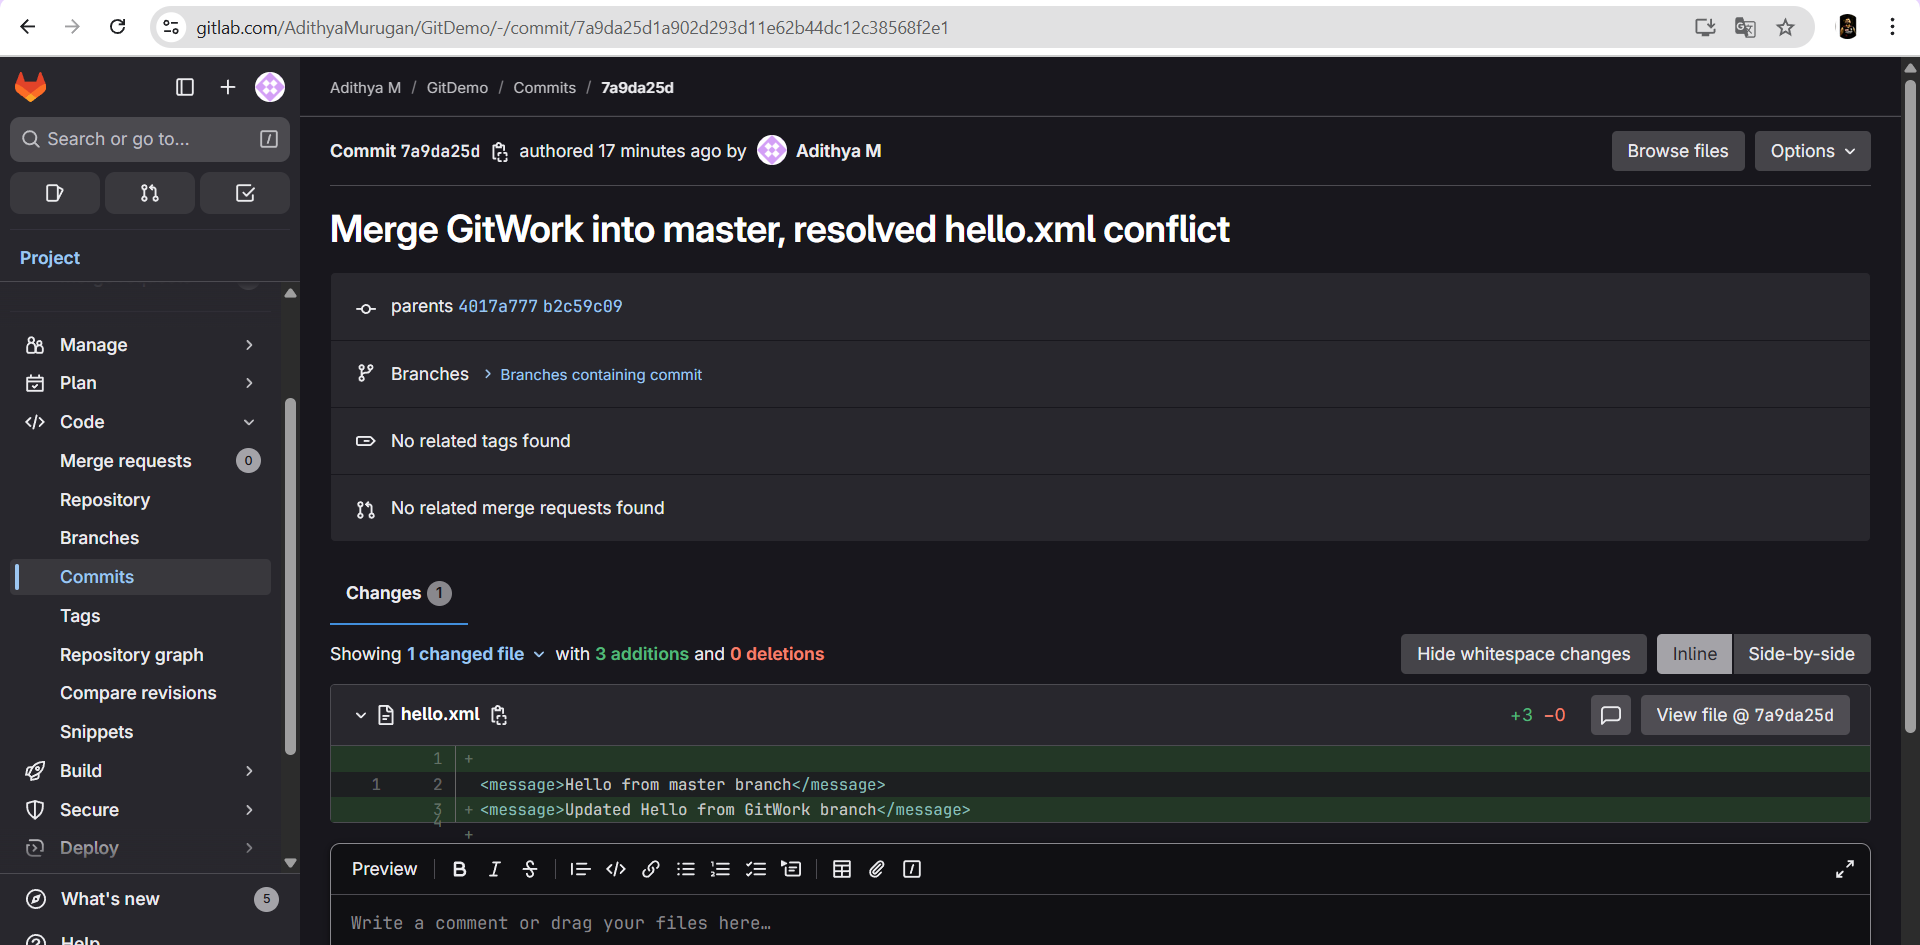 gitlab.com/AdithyaMurugan/GitDemo/-/commit/7a9da25d1a902d293d11e62b44dc12c38568f2e1
Search or go to...
Project
Manage
Plan
Code
Merge requests 0
Repository
Branches
Commits
Tags
Repository graph
Compare revisions
Snippets
Build
Secure
Deploy
What's new 5
Help
Adithya M / GitDemo / Commits / 7a9da25d
Commit 7a9da25d authored 17 minutes ago by Adithya M
Browse files
Options
Merge GitWork into master, resolved hello.xml conflict
parents 4017a777 b2c59c09
Branches Branches containing commit
No related tags found
No related merge requests found
Changes 1
Showing 1 changed file with 3 additions and 0 deletions
Hide whitespace changes
Inline
Side-by-side
hello.xml
+3 −0
View file @ 7a9da25d
1 +
1 2 <message>Hello from master branch</message>
3 + <message>Updated Hello from GitWork branch</message>
4 +
Preview
Write a comment or drag your files here…